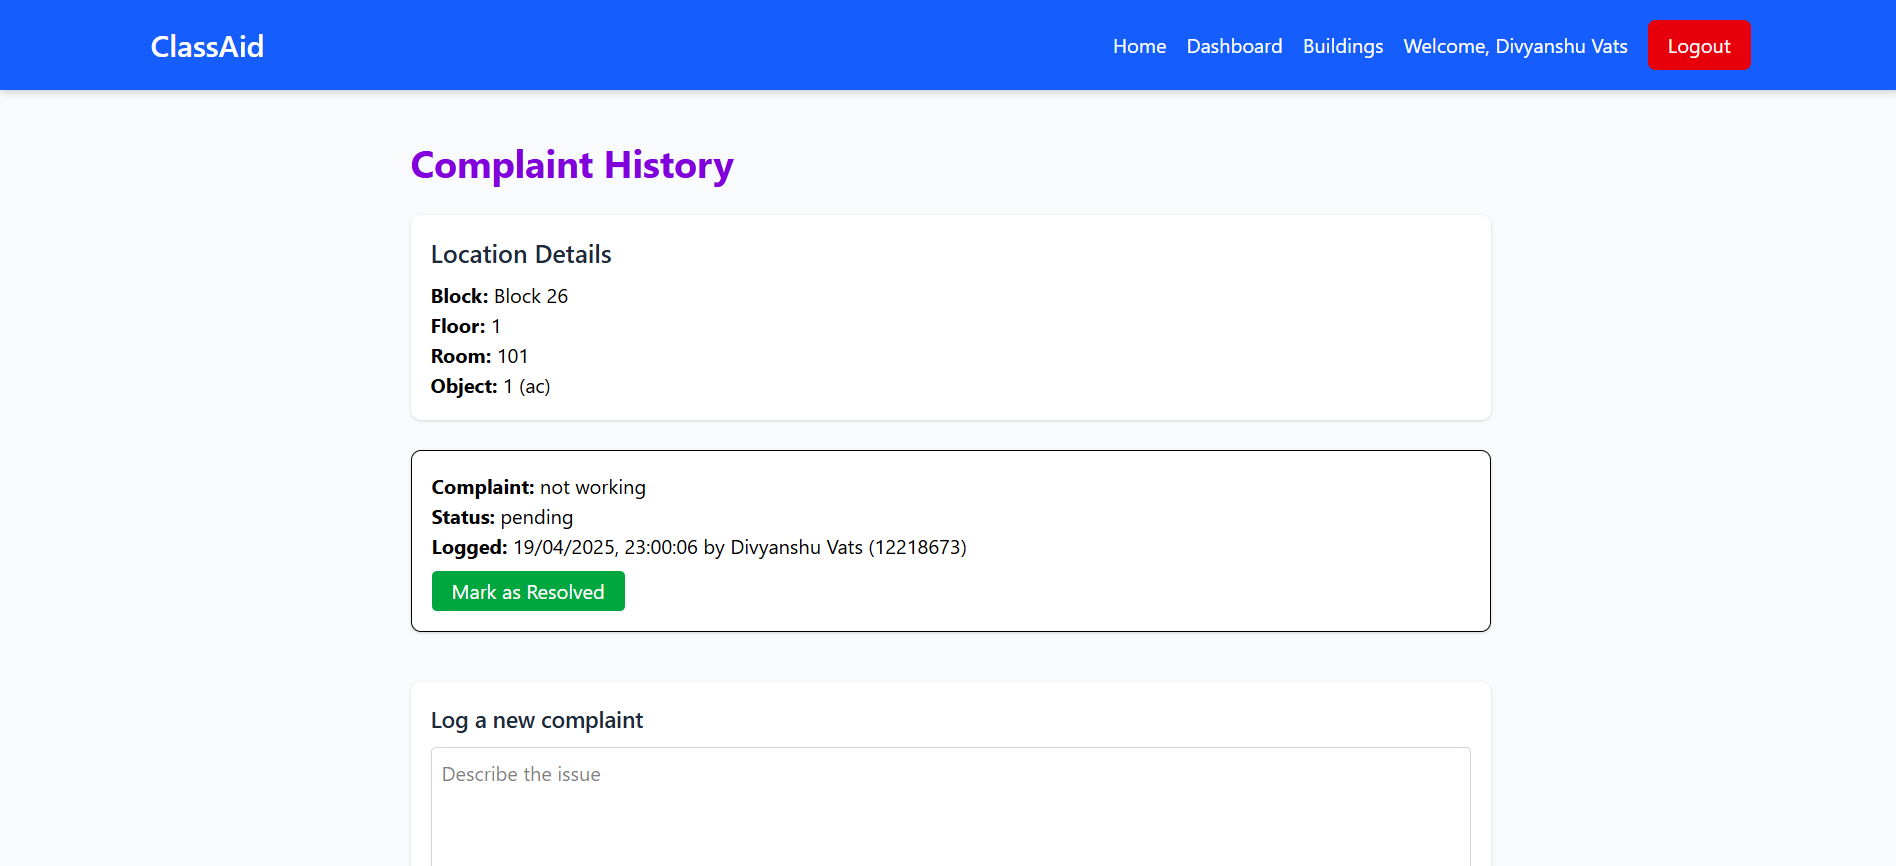 ClassAid
Home Dashboard Buildings Welcome, Divyanshu Vats Logout
Complaint History
Location Details
Block: Block 26
Floor: 1
Room: 101
Object: 1 (ac)
Complaint: not working
Status: pending
Logged: 19/04/2025, 23:00:06 by Divyanshu Vats (12218673)
Mark as Resolved
Log a new complaint
Describe the issue